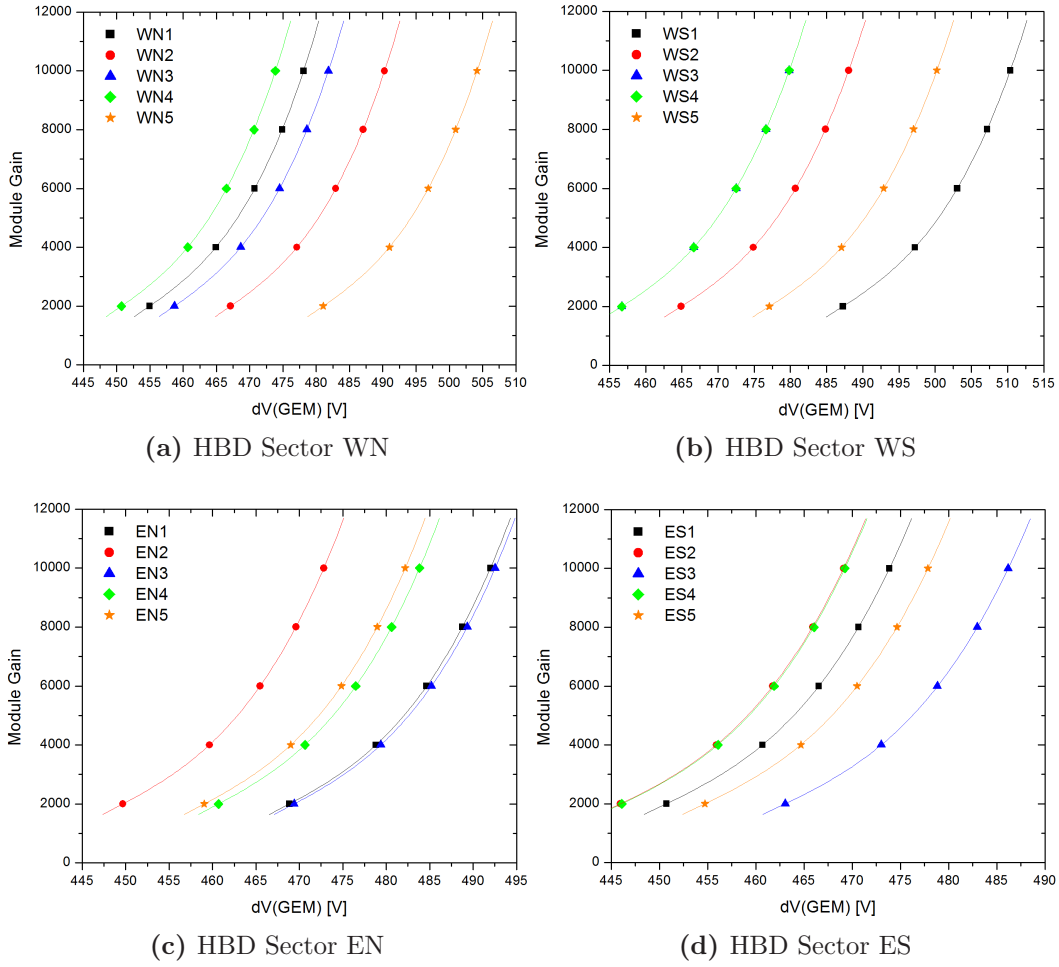 12000
10000
8000
6000
4000
2000
0
Module Gain
WN1
WN2
WN3
WN4
WN5
445 450 455 460 465 470 475 480 485 490 495 500 505 510
dV(GEM) [V]
(a) HBD Sector WN
12000
10000
8000
6000
4000
2000
0
Module Gain
WS1
WS2
WS3
WS4
WS5
455 460 465 470 475 480 485 490 495 500 505 510 515
dV(GEM) [V]
(b) HBD Sector WS
12000
10000
8000
6000
4000
2000
0
Module Gain
EN1
EN2
EN3
EN4
EN5
445 450 455 460 465 470 475 480 485 490 495
dV(GEM) [V]
(c) HBD Sector EN
12000
10000
8000
6000
4000
2000
0
Module Gain
ES1
ES2
ES3
ES4
ES5
445 450 455 460 465 470 475 480 485 490
dV(GEM) [V]
(d) HBD Sector ES